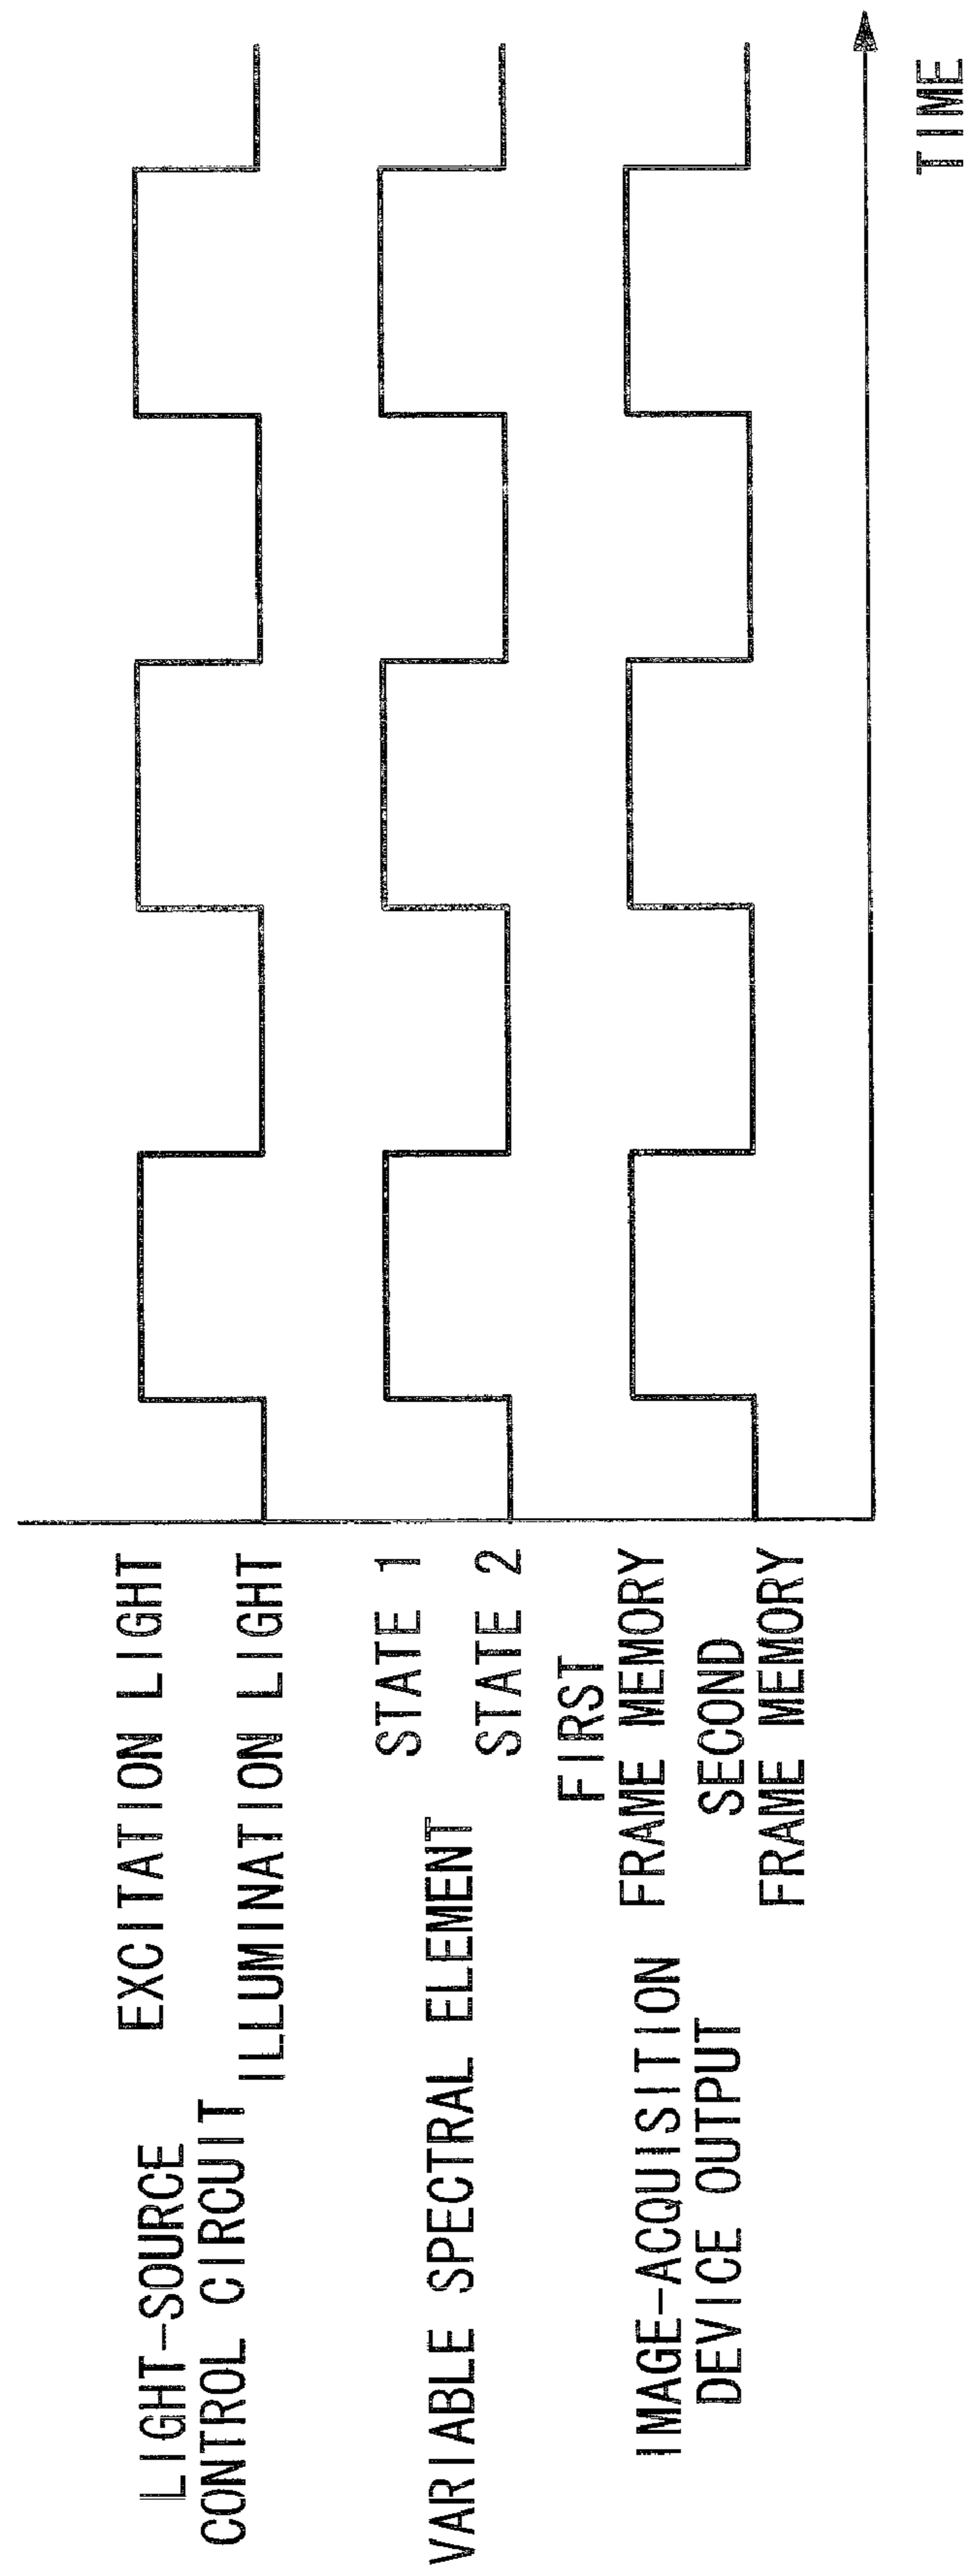 LIGHT-SOURCE
CONTROL CIRCUIT
EXCITATION LIGHT
ILLUMINATION LIGHT
VARIABLE SPECTRAL ELEMENT
STATE 1
STATE 2
IMAGE-ACQUISITION
DEVICE OUTPUT
FIRST
FRAME MEMORY
SECOND
FRAME MEMORY
TIME